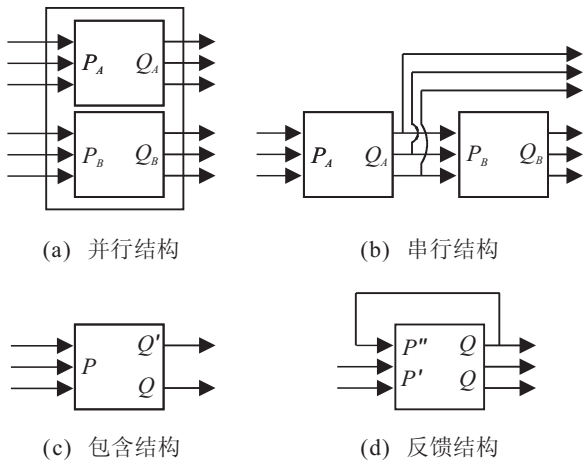 P_A Q_A
P_B Q_B
P_A Q_A P_B Q_B
(a) 并行结构 (b) 串行结构
Q'
P
Q
P″ Q
P′ Q
(c) 包含结构 (d) 反馈结构